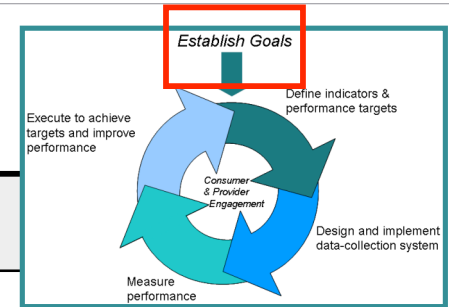 Establish Goals
Define indicators &
performance targets
Execute to achieve
targets and improve
performance
Consumer
& Provider
Engagement
Design and implement
data-collection system
Measure
performance